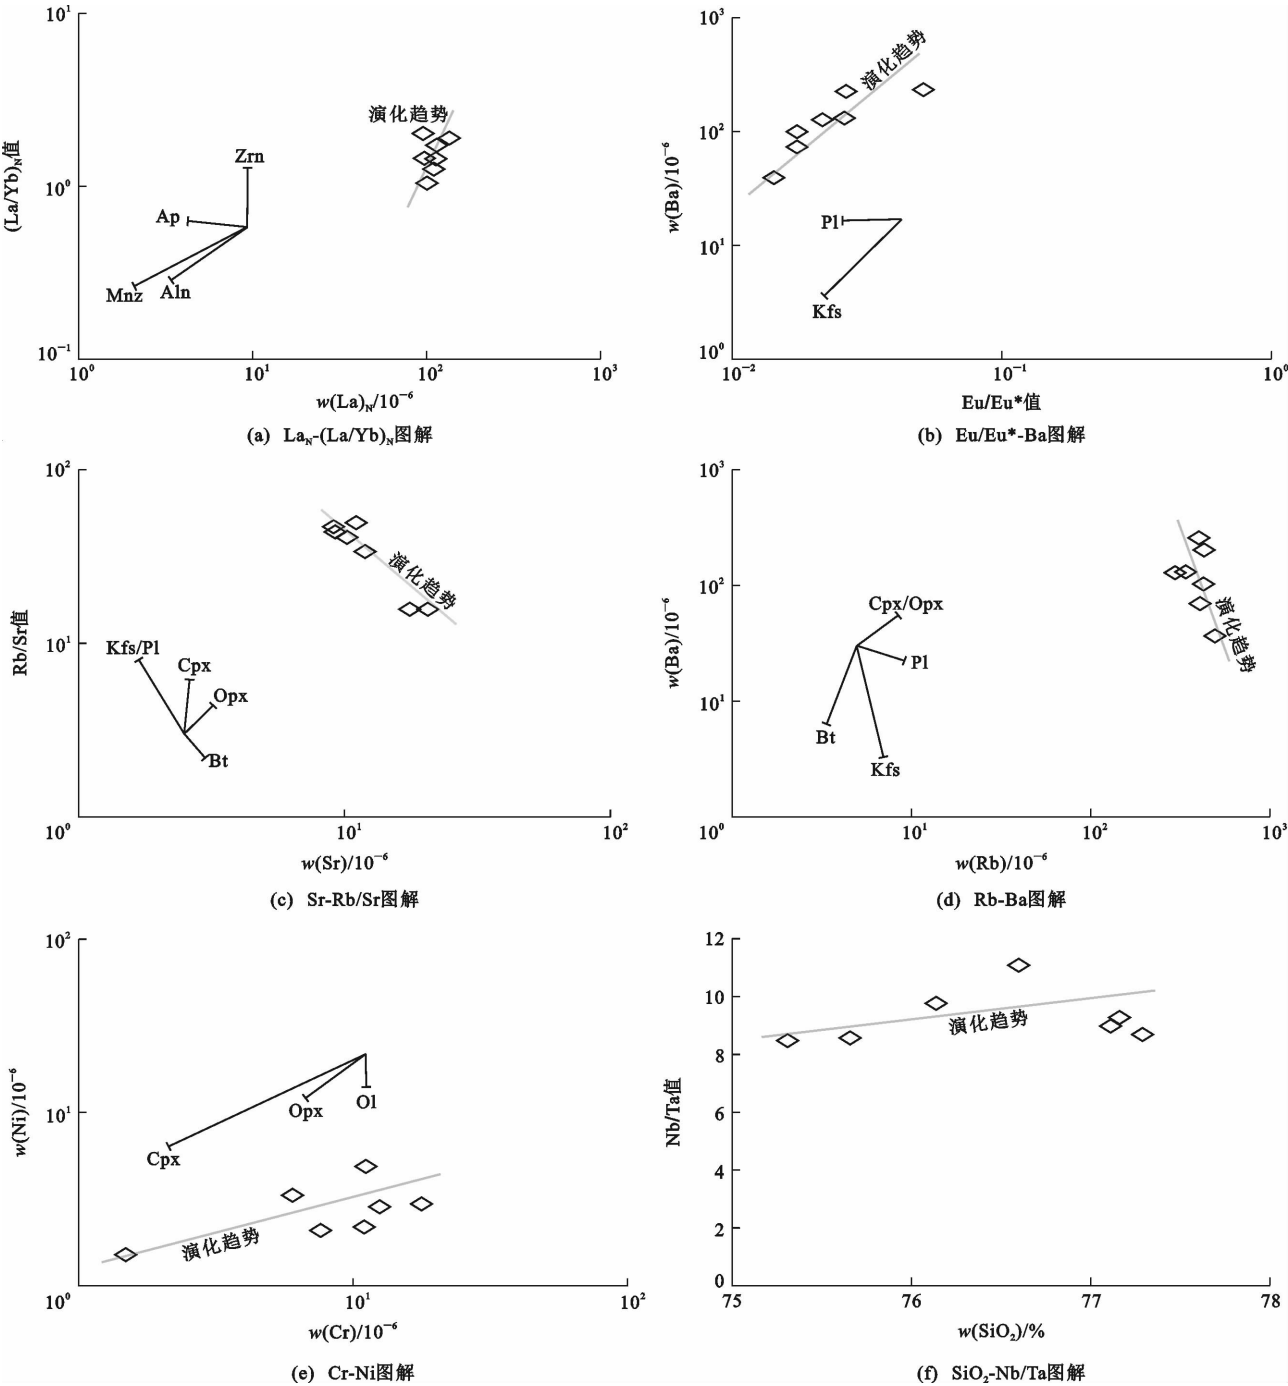 10¹
10⁰
10⁻¹
(La/Yb)N值
演化趋势
Zrn
Ap
Mnz
Aln
10⁰ 10¹ 10² 10³
w(La)N/10⁻⁶
(a) LaN-(La/Yb)N图解
10³
10²
10¹
10⁰
w(Ba)/10⁻⁶
演化趋势
Pl
Kfs
10⁻² 10⁻¹ 10⁰
Eu/Eu*值
(b) Eu/Eu*-Ba图解
10²
10¹
10⁰
Rb/Sr值
演化趋势
Kfs/Pl
Cpx
Opx
Bt
10¹ 10²
w(Sr)/10⁻⁶
(c) Sr-Rb/Sr图解
10³
10²
10¹
10⁰
w(Ba)/10⁻⁶
Cpx/Opx
Pl
Bt
Kfs
演化趋势
10¹ 10² 10³
w(Rb)/10⁻⁶
(d) Rb-Ba图解
10²
10¹
10⁰
w(Ni)/10⁻⁶
Opx
Ol
Cpx
演化趋势
10¹ 10²
w(Cr)/10⁻⁶
(e) Cr-Ni图解
12
10
8
6
4
2
0
Nb/Ta值
演化趋势
75 76 77 78
w(SiO₂)/%
(f) SiO₂-Nb/Ta图解